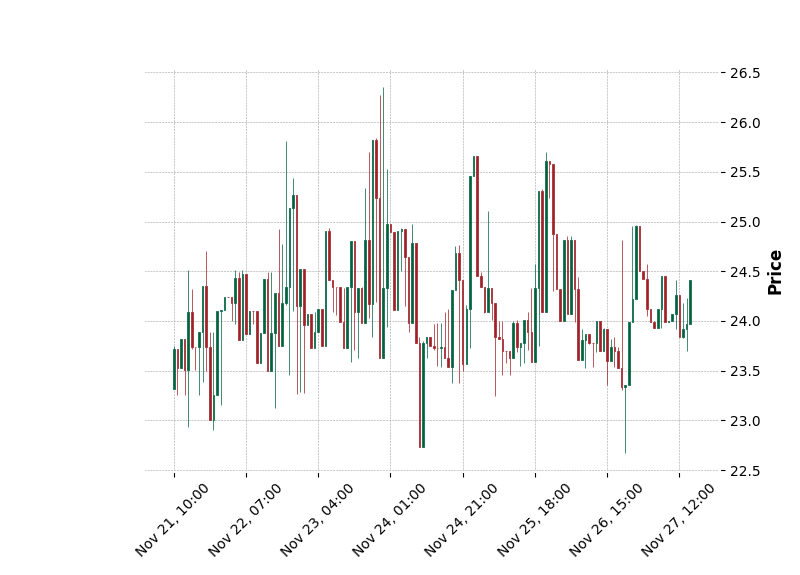 26.5
26.0
25.5
25.0
24.5
24.0
23.5
23.0
22.5
Price
Nov 21, 10:00
Nov 22, 07:00
Nov 23, 04:00
Nov 24, 01:00
Nov 24, 21:00
Nov 25, 18:00
Nov 26, 15:00
Nov 27, 12:00